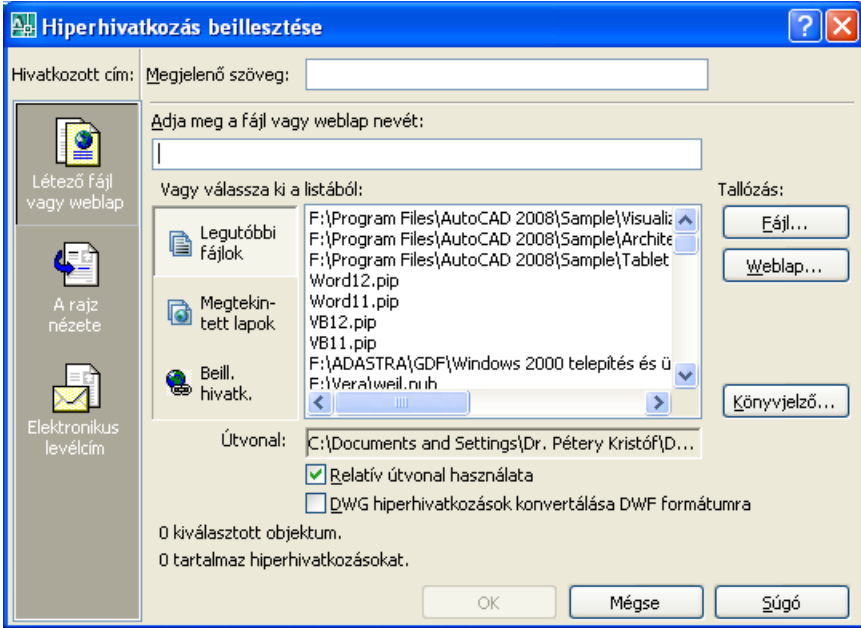 Hiperhivatkozás beillesztése
Hivatkozott cím:
Megjelenő szöveg:
Létező fájl
vagy weblap
A rajz
nézete
Elektronikus
levélcím
Adja meg a fájl vagy weblap nevét:
Vagy válassza ki a listából:
Legutóbbi
fájlok
Megtekin-
tett lapok
Beill.
hivatk.
F:\Program Files\AutoCAD 2008\Sample\Visualiz
F:\Program Files\AutoCAD 2008\Sample\Archite
F:\Program Files\AutoCAD 2008\Sample\Tablet
Word12.pip
Word11.pip
VB12.pip
VB11.pip
F:\ADASTRA\GDF\Windows 2000 telepítés és ü
F:\Vera\weil.pub
Tallózás:
Fájl...
Weblap...
Könyvjelző...
Útvonal:
C:\Documents and Settings\Dr. Pétery Kristóf\D...
Relatív útvonal használata
DWG hiperhivatkozások konvertálása DWF formátumra
0 kiválasztott objektum.
0 tartalmaz hiperhivatkozásokat.
OK
Mégse
Súgó